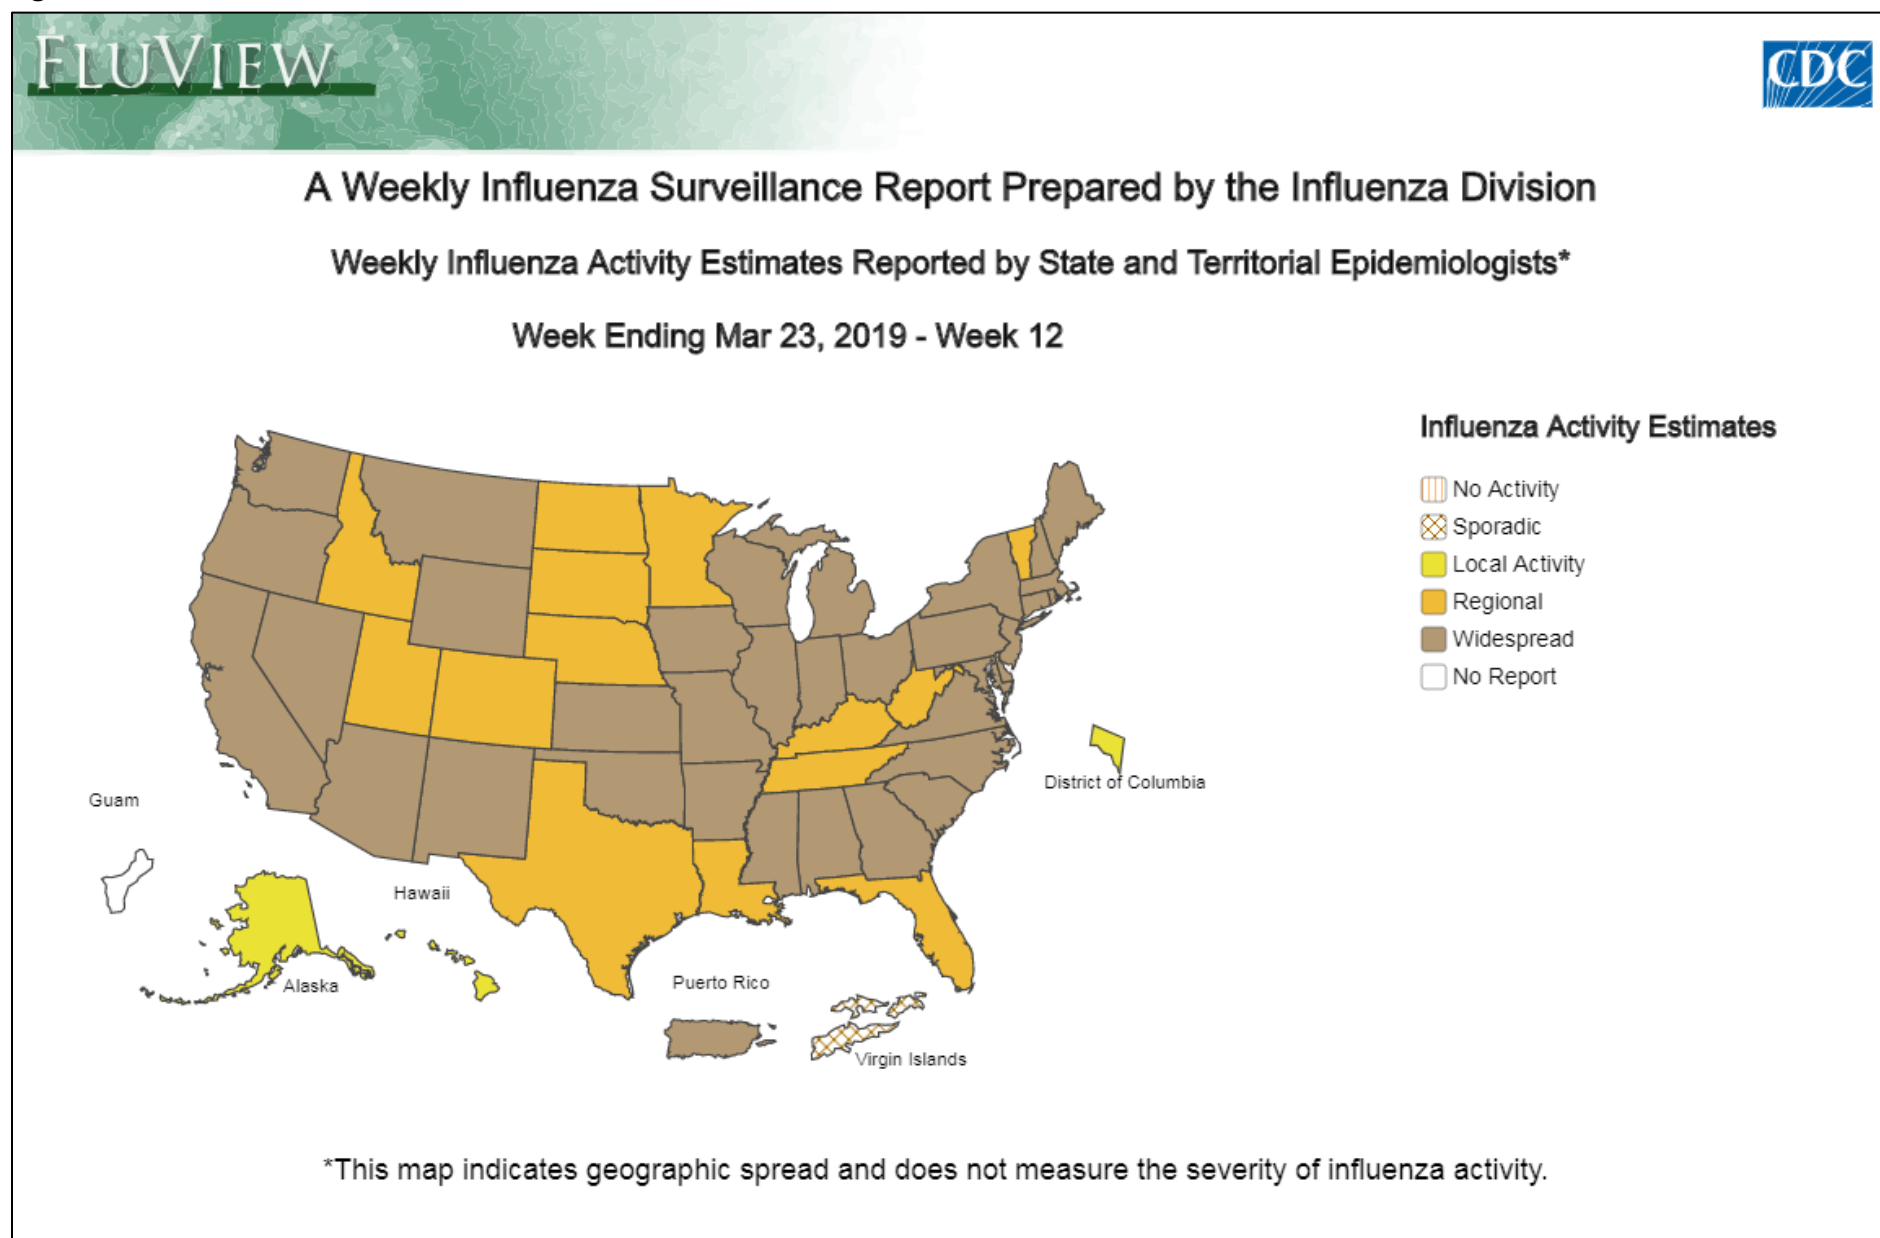 FLUVIEW
CDC
A Weekly Influenza Surveillance Report Prepared by the Influenza Division
Weekly Influenza Activity Estimates Reported by State and Territorial Epidemiologists*
Week Ending Mar 23, 2019 - Week 12
Influenza Activity Estimates
No Activity
Sporadic
Local Activity
Regional
Widespread
No Report
District of Columbia
Guam
Hawaii
Alaska
Puerto Rico
Virgin Islands
*This map indicates geographic spread and does not measure the severity of influenza activity.